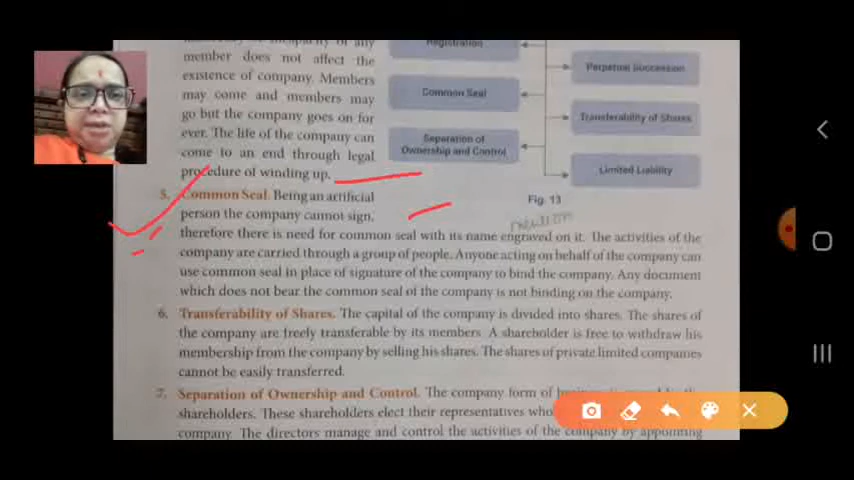 member does not affect the
existence of company. Members
may come and members may
go but the company goes on for
ever. The life of the company can
come to an end through legal
procedure of winding up.
Registration
Common Seal
Separation of
Ownership and Control
Perpetual Succession
Transferability of Shares
Limited Liability
Fig. 13
5. Common Seal. Being an artificial
person the company cannot sign,
therefore there is need for common seal with its name engraved on it. The activities of the
company are carried through a group of people. Anyone acting on behalf of the company can
use common seal in place of signature of the company to bind the company. Any document
which does not bear the common seal of the company is not binding on the company.
6. Transferability of Shares. The capital of the company is divided into shares. The shares of
the company are freely transferable by its members. A shareholder is free to withdraw his
membership from the company by selling his shares. The shares of private limited companies
cannot be easily transferred.
7. Separation of Ownership and Control. The company form of
shareholders. These shareholders elect their representatives who
company. The directors manage and control the activities of the company by appointing